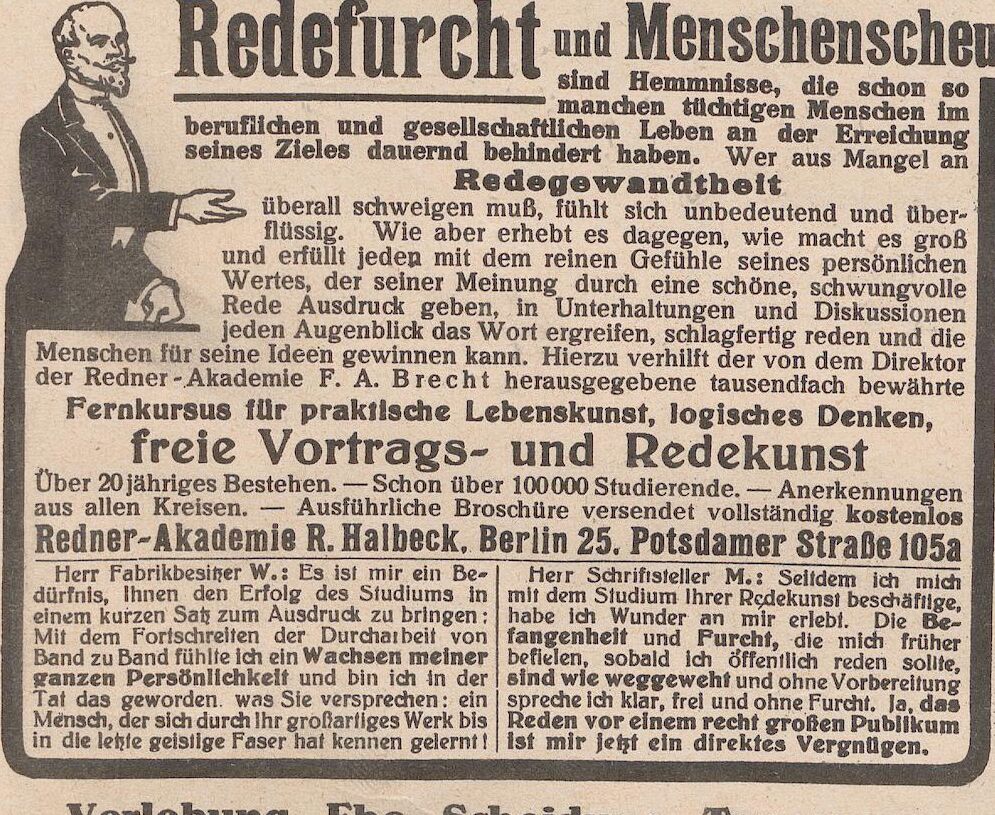 Redefurcht und Menschenscheu
sind Hemmnisse, die schon so
manchen tüchtigen Menschen im
beruflichen und gesellschaftlichen Leben an der Erreichung
seines Zieles dauernd behindert haben. Wer aus Mangel an
Redegewandtheit
überall schweigen muß, fühlt sich unbedeutend und über-
flüssig. Wie aber erhebt es dagegen, wie macht es groß
und erfüllt jeden mit dem reinen Gefühle seines persönlichen
Wertes, der seiner Meinung durch eine schöne, schwungvolle
Rede Ausdruck geben, in Unterhaltungen und Diskussionen
jeden Augenblick das Wort ergreifen, schlagfertig reden und die
Menschen für seine Ideen gewinnen kann. Hierzu verhilft der von dem Direktor
der Redner-Akademie F. A. Brecht herausgegebene tausendfach bewährte
Fernkursus für praktische Lebenskunst, logisches Denken,
freie Vortrags- und Redekunst
Über 20jähriges Bestehen. — Schon über 100000 Studierende. — Anerkennungen
aus allen Kreisen. — Ausführliche Broschüre versendet vollständig kostenlos
Redner-Akademie R. Halbeck, Berlin 25, Potsdamer Straße 105a
Herr Fabrikbesitzer W.: Es ist mir ein Be-
dürfnis, Ihnen den Erfolg des Studiums in
einem kurzen Satz zum Ausdruck zu bringen:
Mit dem Fortschreiten der Durcharbeit von
Band zu Band fühlte ich ein Wachsen meiner
ganzen Persönlichkeit und bin ich in der
Tat das geworden, was Sie versprechen: ein
Mensch, der sich durch Ihr großartiges Werk bis
in die letzte geistige Faser hat kennen gelernt!
Herr Schriftsteller M.: Seitdem ich mich
mit dem Studium Ihrer Redekunst beschäftige,
habe ich Wunder an mir erlebt. Die Be-
fangenheit und Furcht, die mich früher
befielen, sobald ich öffentlich reden sollte,
sind wie weggeweht und ohne Vorbereitung
spreche ich klar, frei und ohne Furcht. Ja, das
Reden vor einem recht großen Publikum
ist mir jetzt ein direktes Vergnügen.